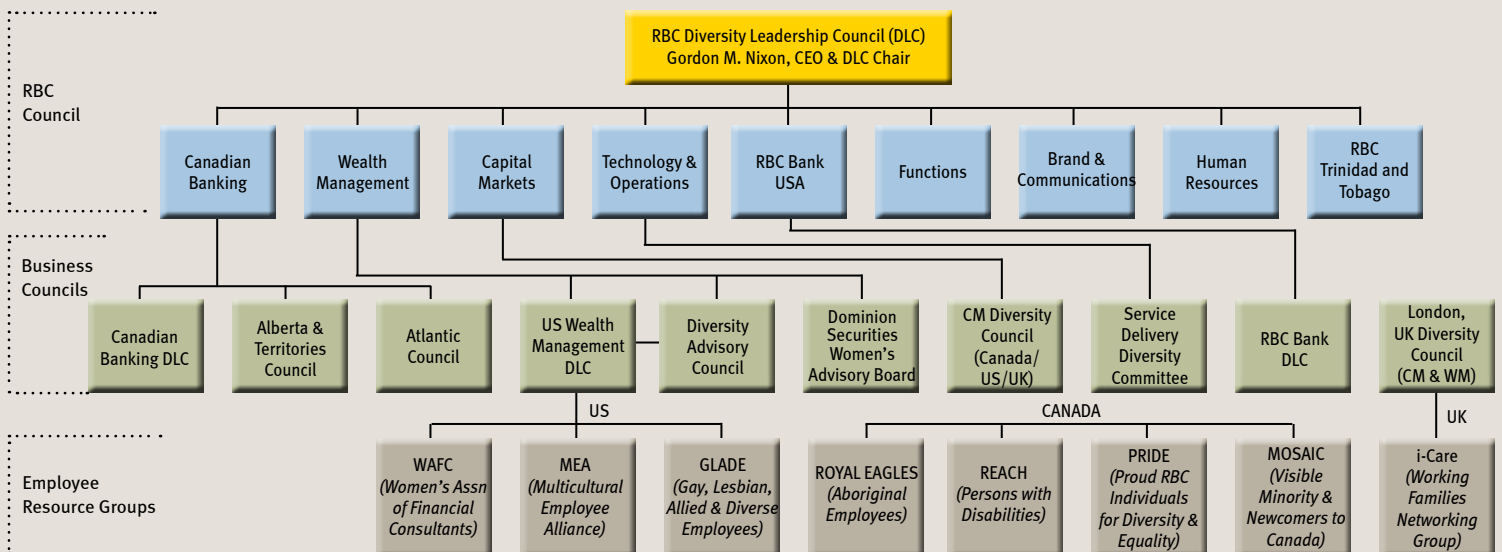 RBC Diversity Leadership Council (DLC)
Gordon M. Nixon, CEO & DLC Chair
RBC
Council
Canadian
Banking
Wealth
Management
Capital
Markets
Technology &
Operations
RBC Bank
USA
Functions
Brand &
Communications
Human
Resources
RBC
Trinidad and
Tobago
Business
Councils
Canadian
Banking DLC
Alberta &
Territories
Council
Atlantic
Council
US Wealth
Management
DLC
Diversity
Advisory
Council
Dominion
Securities
Women's
Advisory Board
CM Diversity
Council
(Canada/
US/UK)
Service
Delivery
Diversity
Committee
RBC Bank
DLC
London,
UK Diversity
Council
(CM & WM)
US
CANADA
UK
Employee
Resource Groups
WAFC
(Women's Assn
of Financial
Consultants)
MEA
(Multicultural
Employee
Alliance)
GLADE
(Gay, Lesbian,
Allied & Diverse
Employees)
ROYAL EAGLES
(Aboriginal
Employees)
REACH
(Persons with
Disabilities)
PRIDE
(Proud RBC
Individuals
for Diversity &
Equality)
MOSAIC
(Visible
Minority &
Newcomers to
Canada)
i-Care
(Working
Families
Networking
Group)